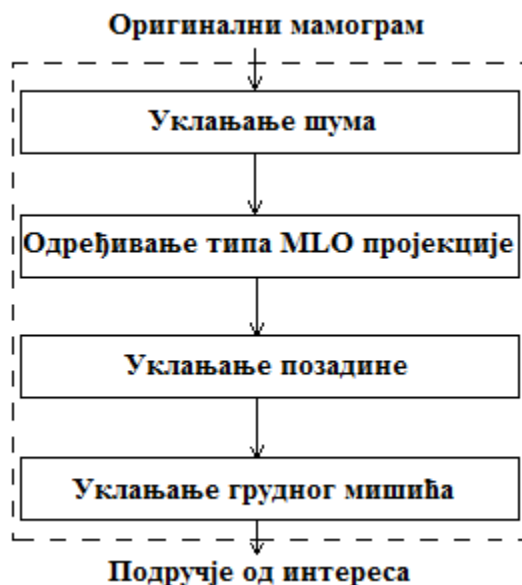 Оригинални мамограм
Уклањање шума
Одређивање типа MLO пројекције
Уклањање позадине
Уклањање грудног мишића
Подручје од интереса